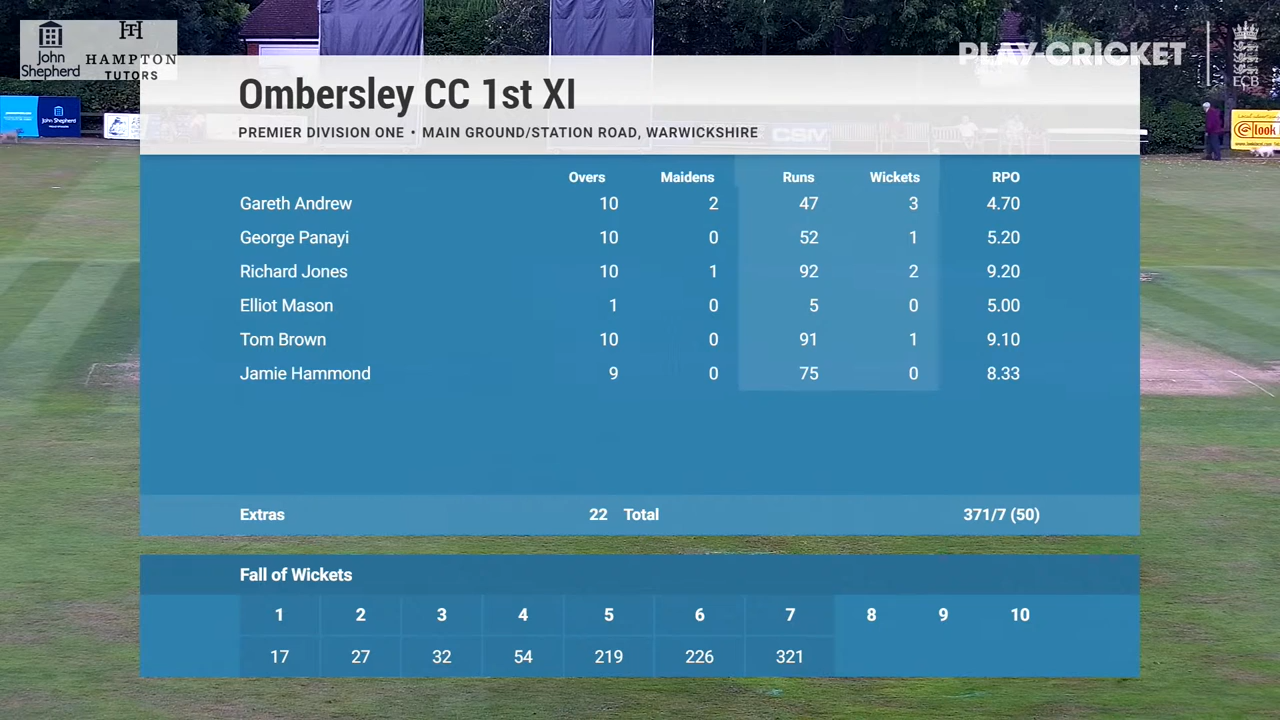 John
Shepherd
HAMPTON
TUTORS
PLAY-CRICKET
ECB
Ombersley CC 1st XI
PREMIER DIVISION ONE • MAIN GROUND/STATION ROAD, WARWICKSHIRE
Overs Maidens Runs Wickets RPO
Gareth Andrew 10 2 47 3 4.70
George Panayi 10 0 52 1 5.20
Richard Jones 10 1 92 2 9.20
Elliot Mason 1 0 5 0 5.00
Tom Brown 10 0 91 1 9.10
Jamie Hammond 9 0 75 0 8.33
Extras 22 Total 371/7 (50)
Fall of Wickets
1 2 3 4 5 6 7 8 9 10
17 27 32 54 219 226 321
John Shepherd
look